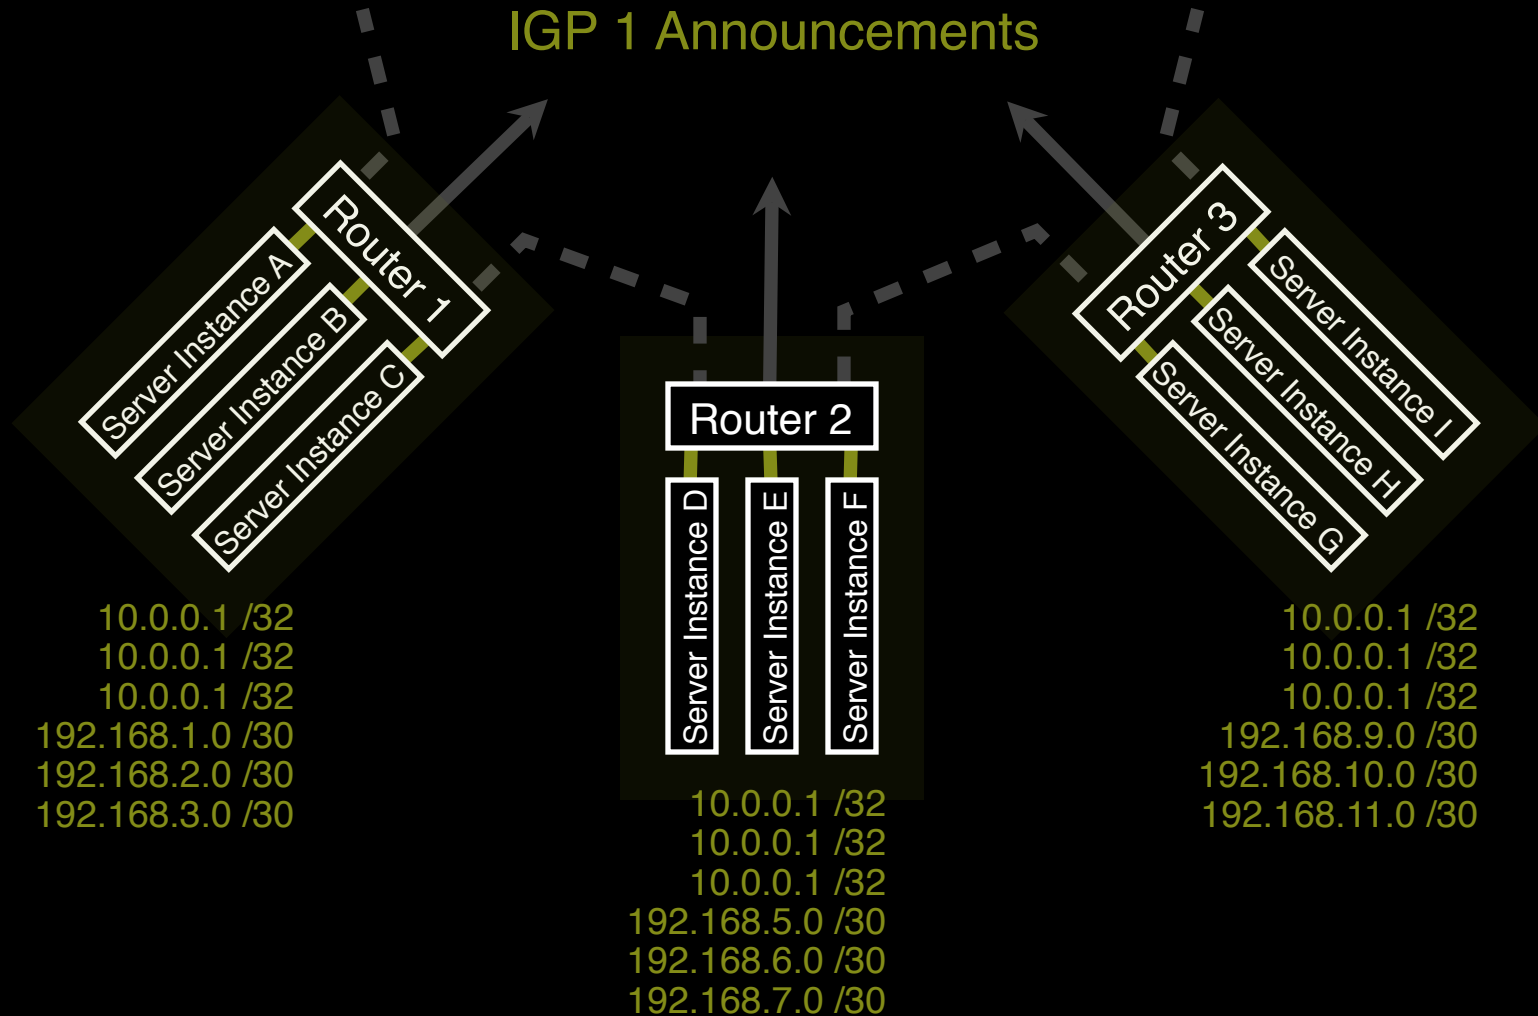 IGP 1 Announcements
Router 1
Server Instance A
Server Instance B
Server Instance C
10.0.0.1 /32
10.0.0.1 /32
10.0.0.1 /32
192.168.1.0 /30
192.168.2.0 /30
192.168.3.0 /30
Router 2
Server Instance D
Server Instance E
Server Instance F
10.0.0.1 /32
10.0.0.1 /32
10.0.0.1 /32
192.168.5.0 /30
192.168.6.0 /30
192.168.7.0 /30
Router 3
Server Instance I
Server Instance H
Server Instance G
10.0.0.1 /32
10.0.0.1 /32
10.0.0.1 /32
192.168.9.0 /30
192.168.10.0 /30
192.168.11.0 /30